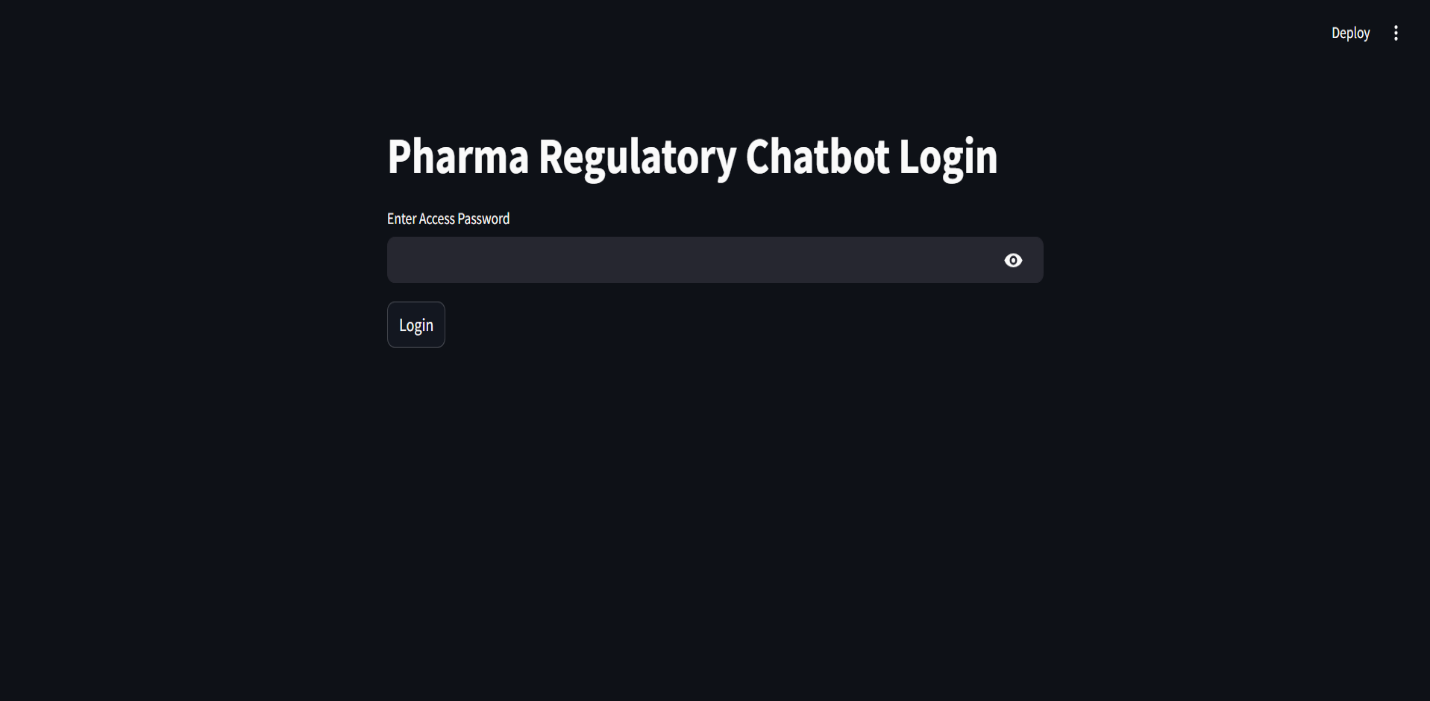 Deploy
Pharma Regulatory Chatbot Login
Enter Access Password
Login